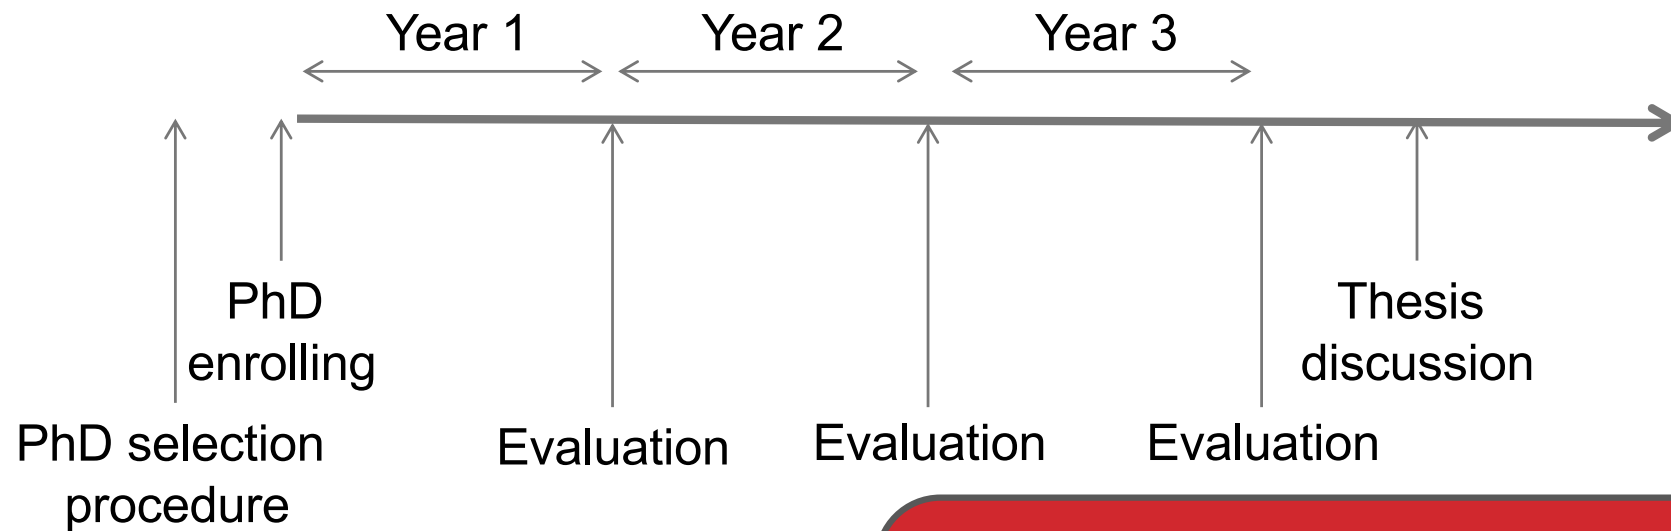 Year 1
Year 2
Year 3
PhD
enrolling
Thesis
discussion
PhD selection
procedure
Evaluation
Evaluation
Evaluation